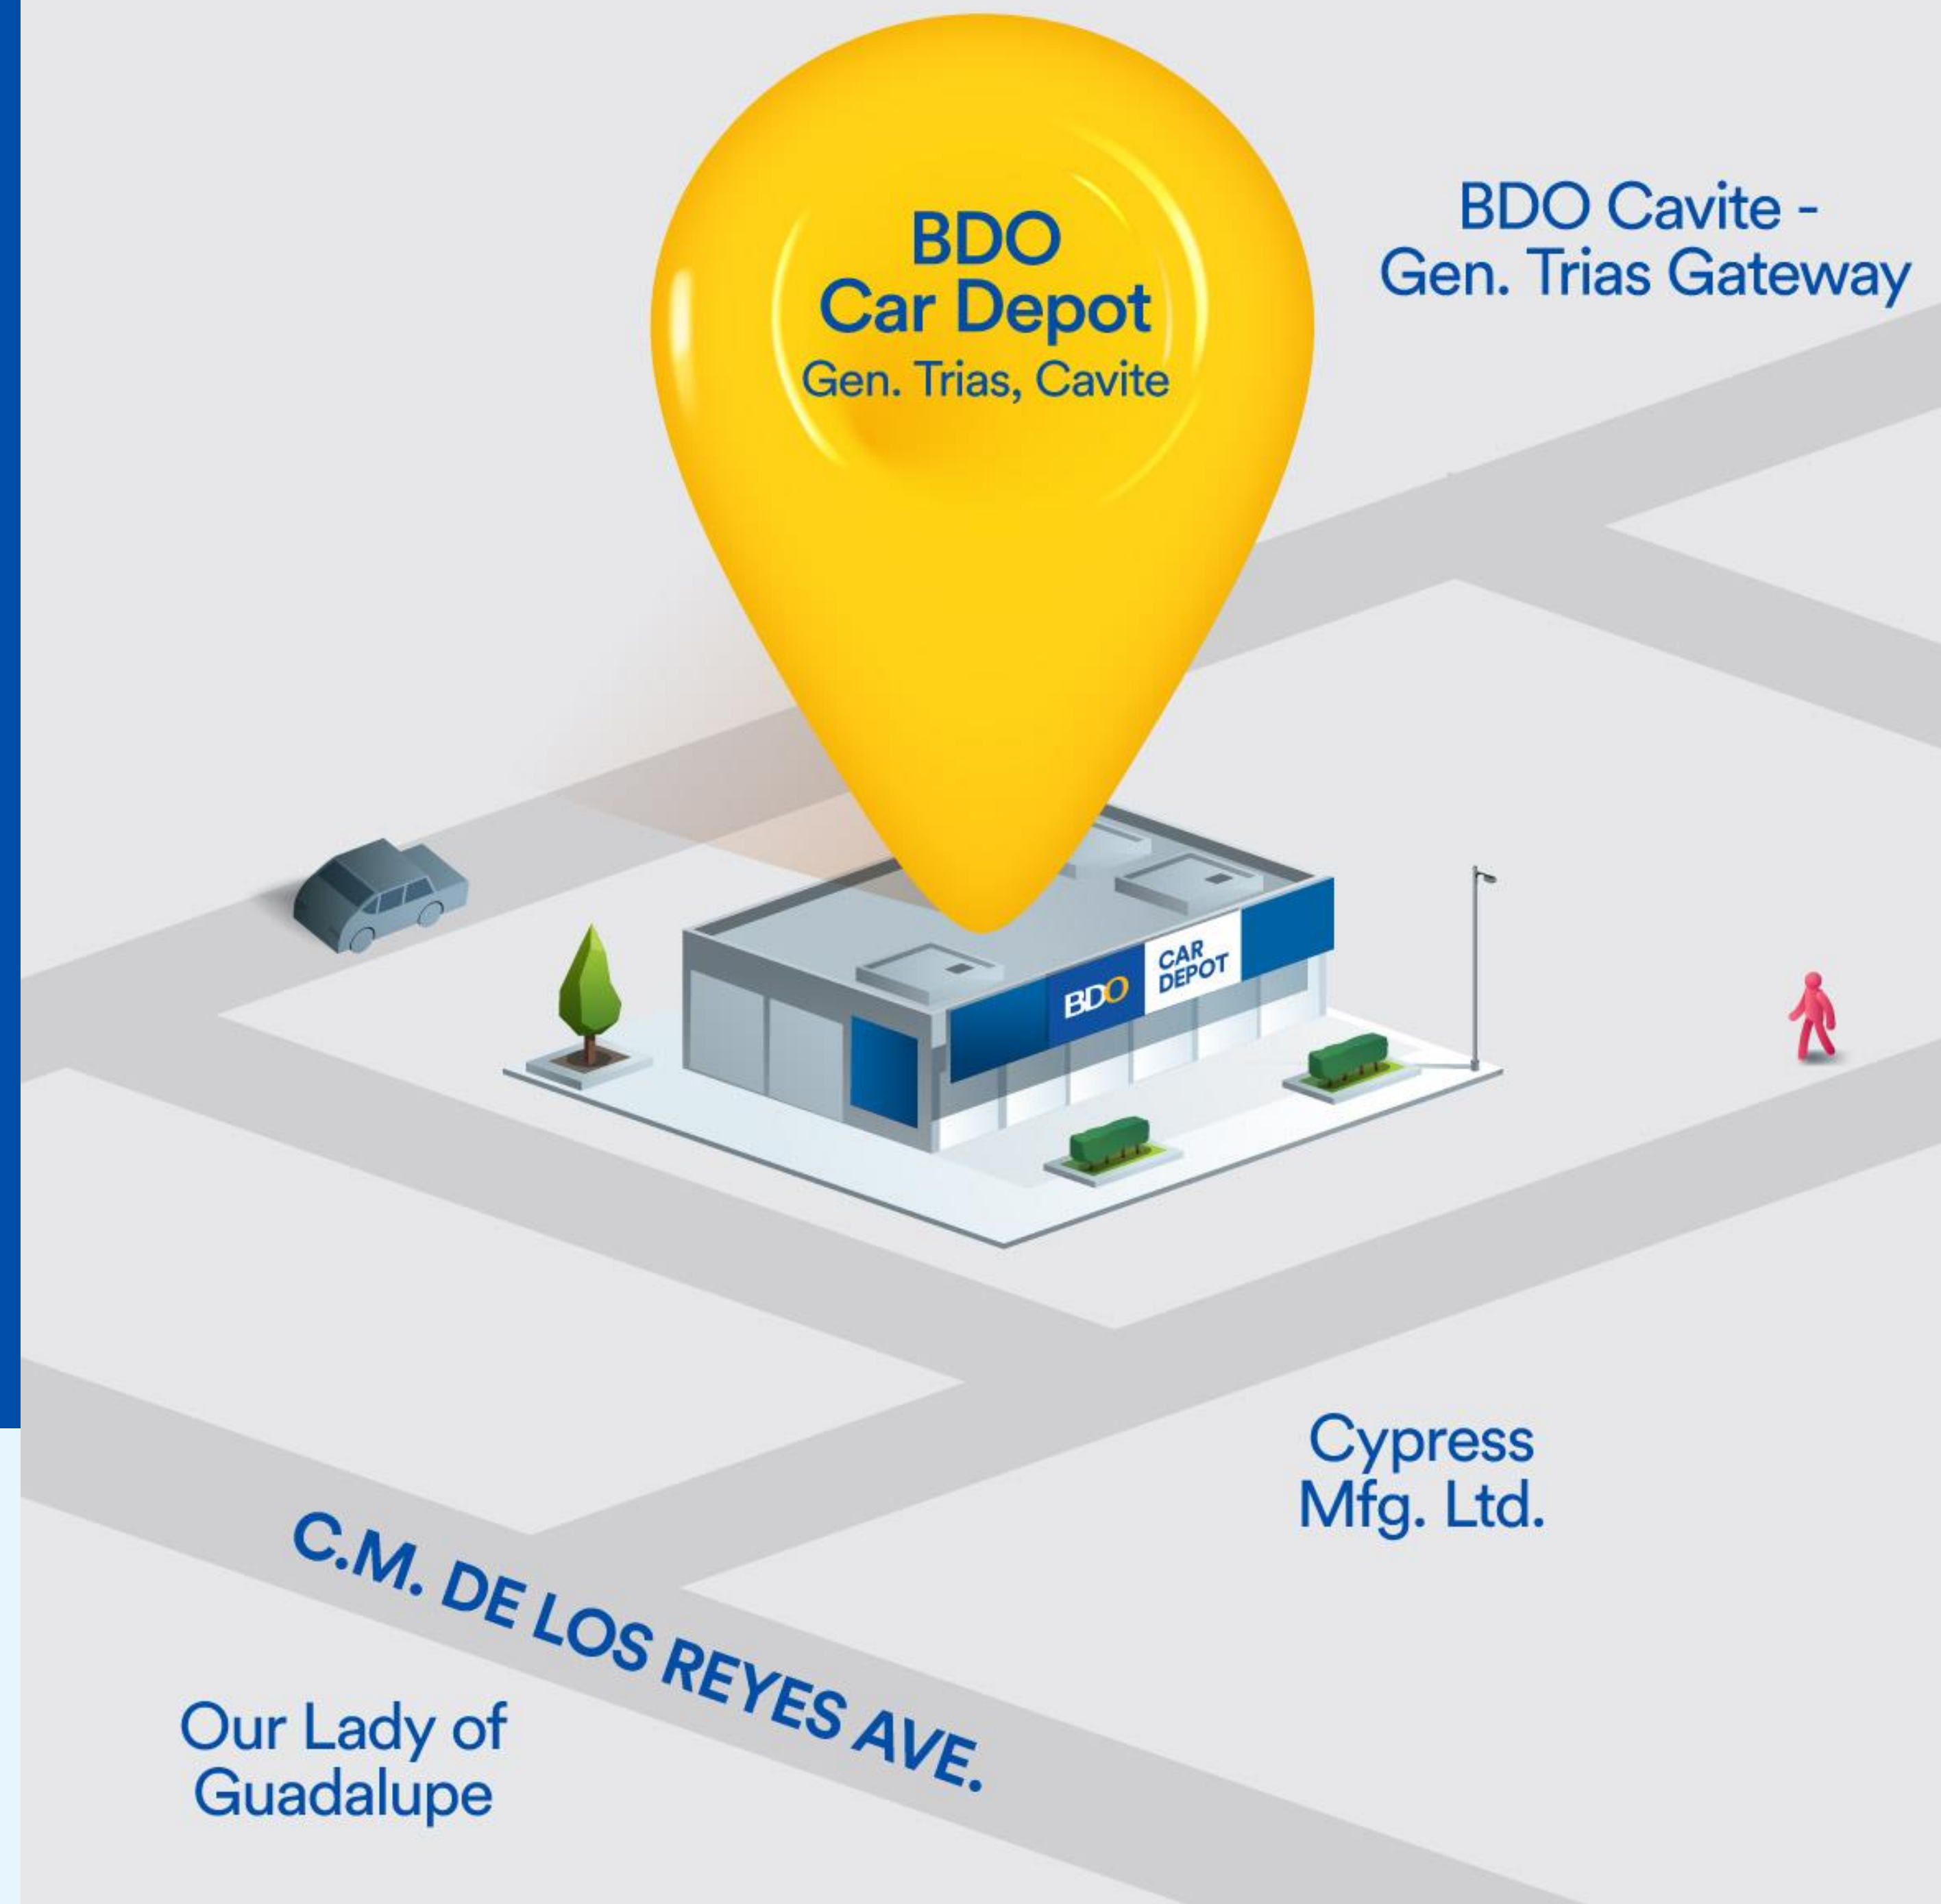 BDO
Car Depot
Gen. Trias, Cavite
BDO Cavite -
Gen. Trias Gateway
BDO
CAR
DEPOT
Cypress
Mfg. Ltd.
C.M. DE LOS REYES AVE.
Our Lady of
Guadalupe